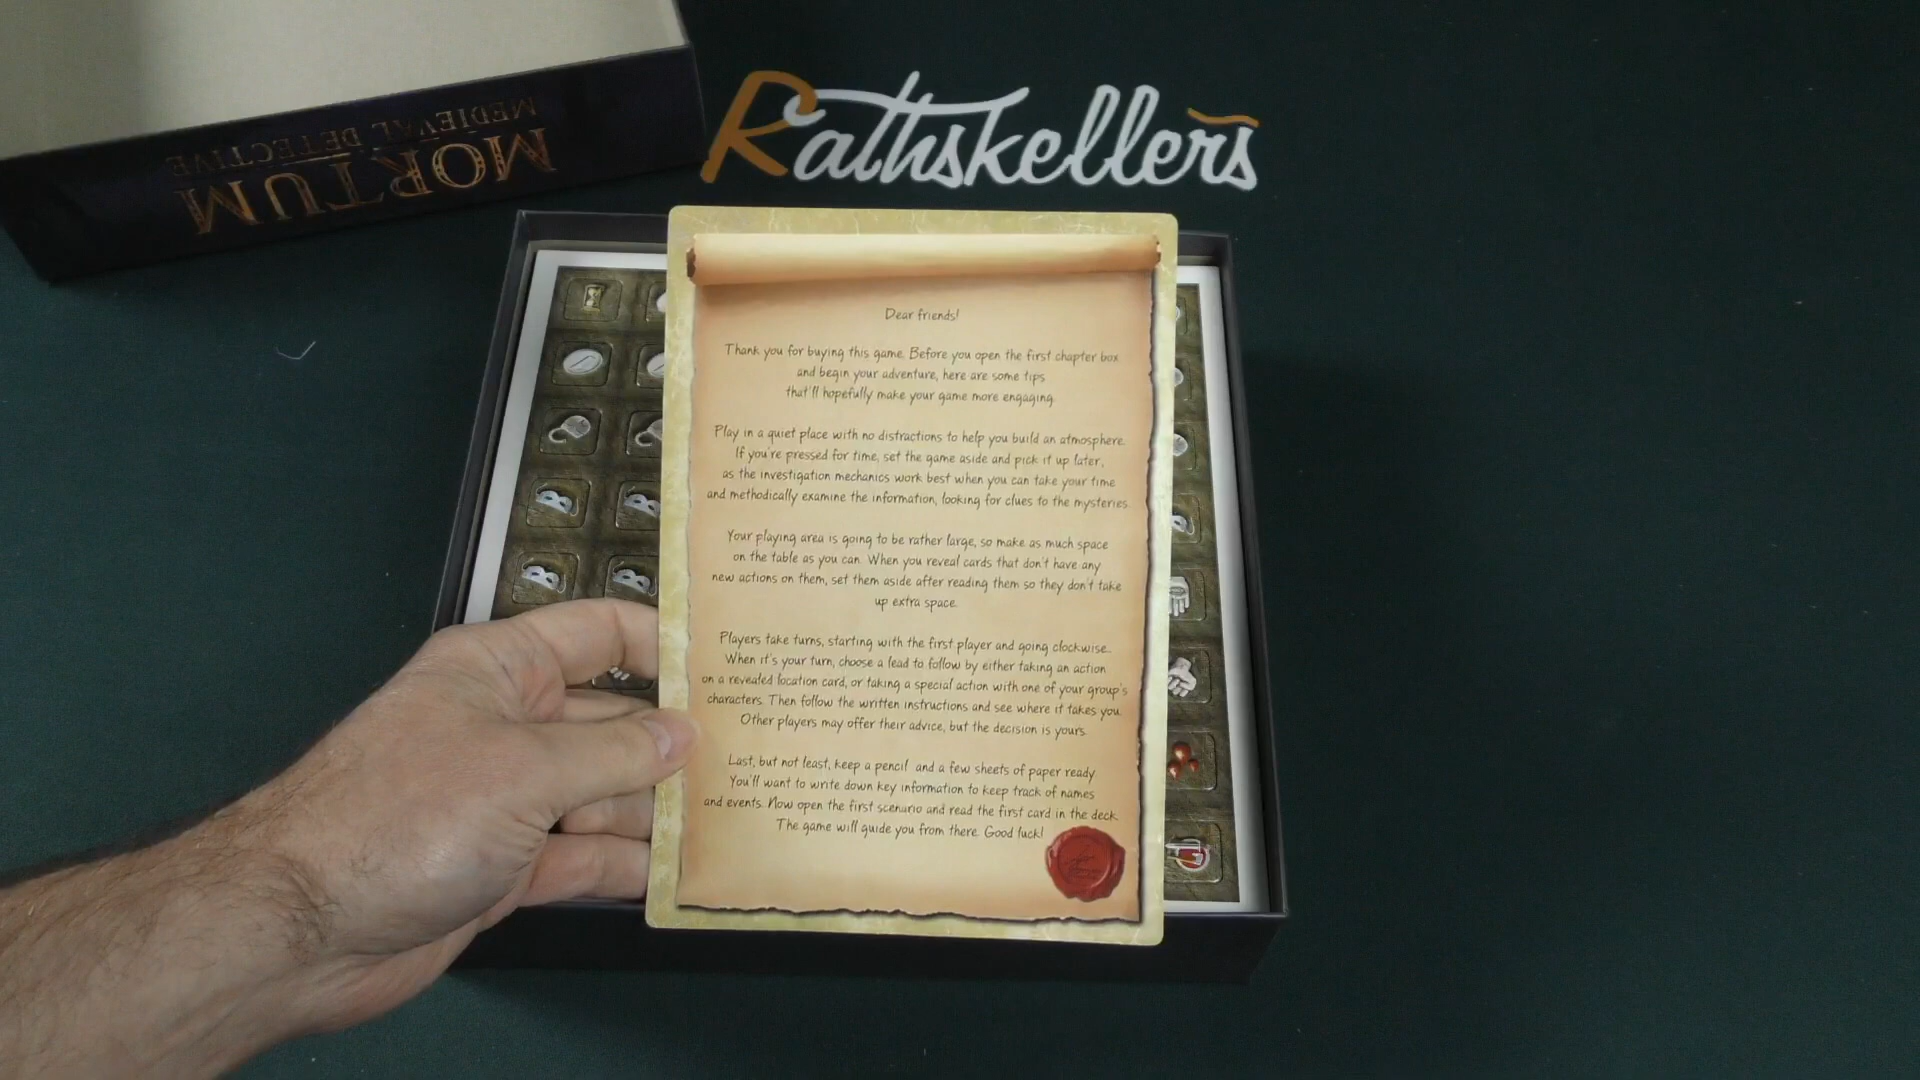 MORTUM
MEDIEVAL DETECTIVE
Rathskellers
Dear friends!
Thank you for buying this game. Before you open the first chapter box
and begin your adventure, here are some tips
that'll hopefully make your game more engaging.
Play in a quiet place with no distractions to help you build an atmosphere.
If you're pressed for time, set the game aside and pick it up later,
as the investigation mechanics work best when you can take your time
and methodically examine the information, looking for clues to the mysteries.
Your playing area is going to be rather large, so make as much space
on the table as you can. When you reveal cards that don't have any
new actions on them, set them aside after reading them so they don't take
up extra space.
Players take turns, starting with the first player and going clockwise.
When it's your turn, choose a lead to follow by either taking an action
on a revealed location card, or taking a special action with one of your group's
characters. Then follow the written instructions and see where it takes you.
Other players may offer their advice, but the decision is yours.
Last, but not least, keep a pencil and a few sheets of paper ready
You'll want to write down key information to keep track of names
and events. Now open the first scenario and read the first card in the deck.
The game will guide you from there. Good luck!